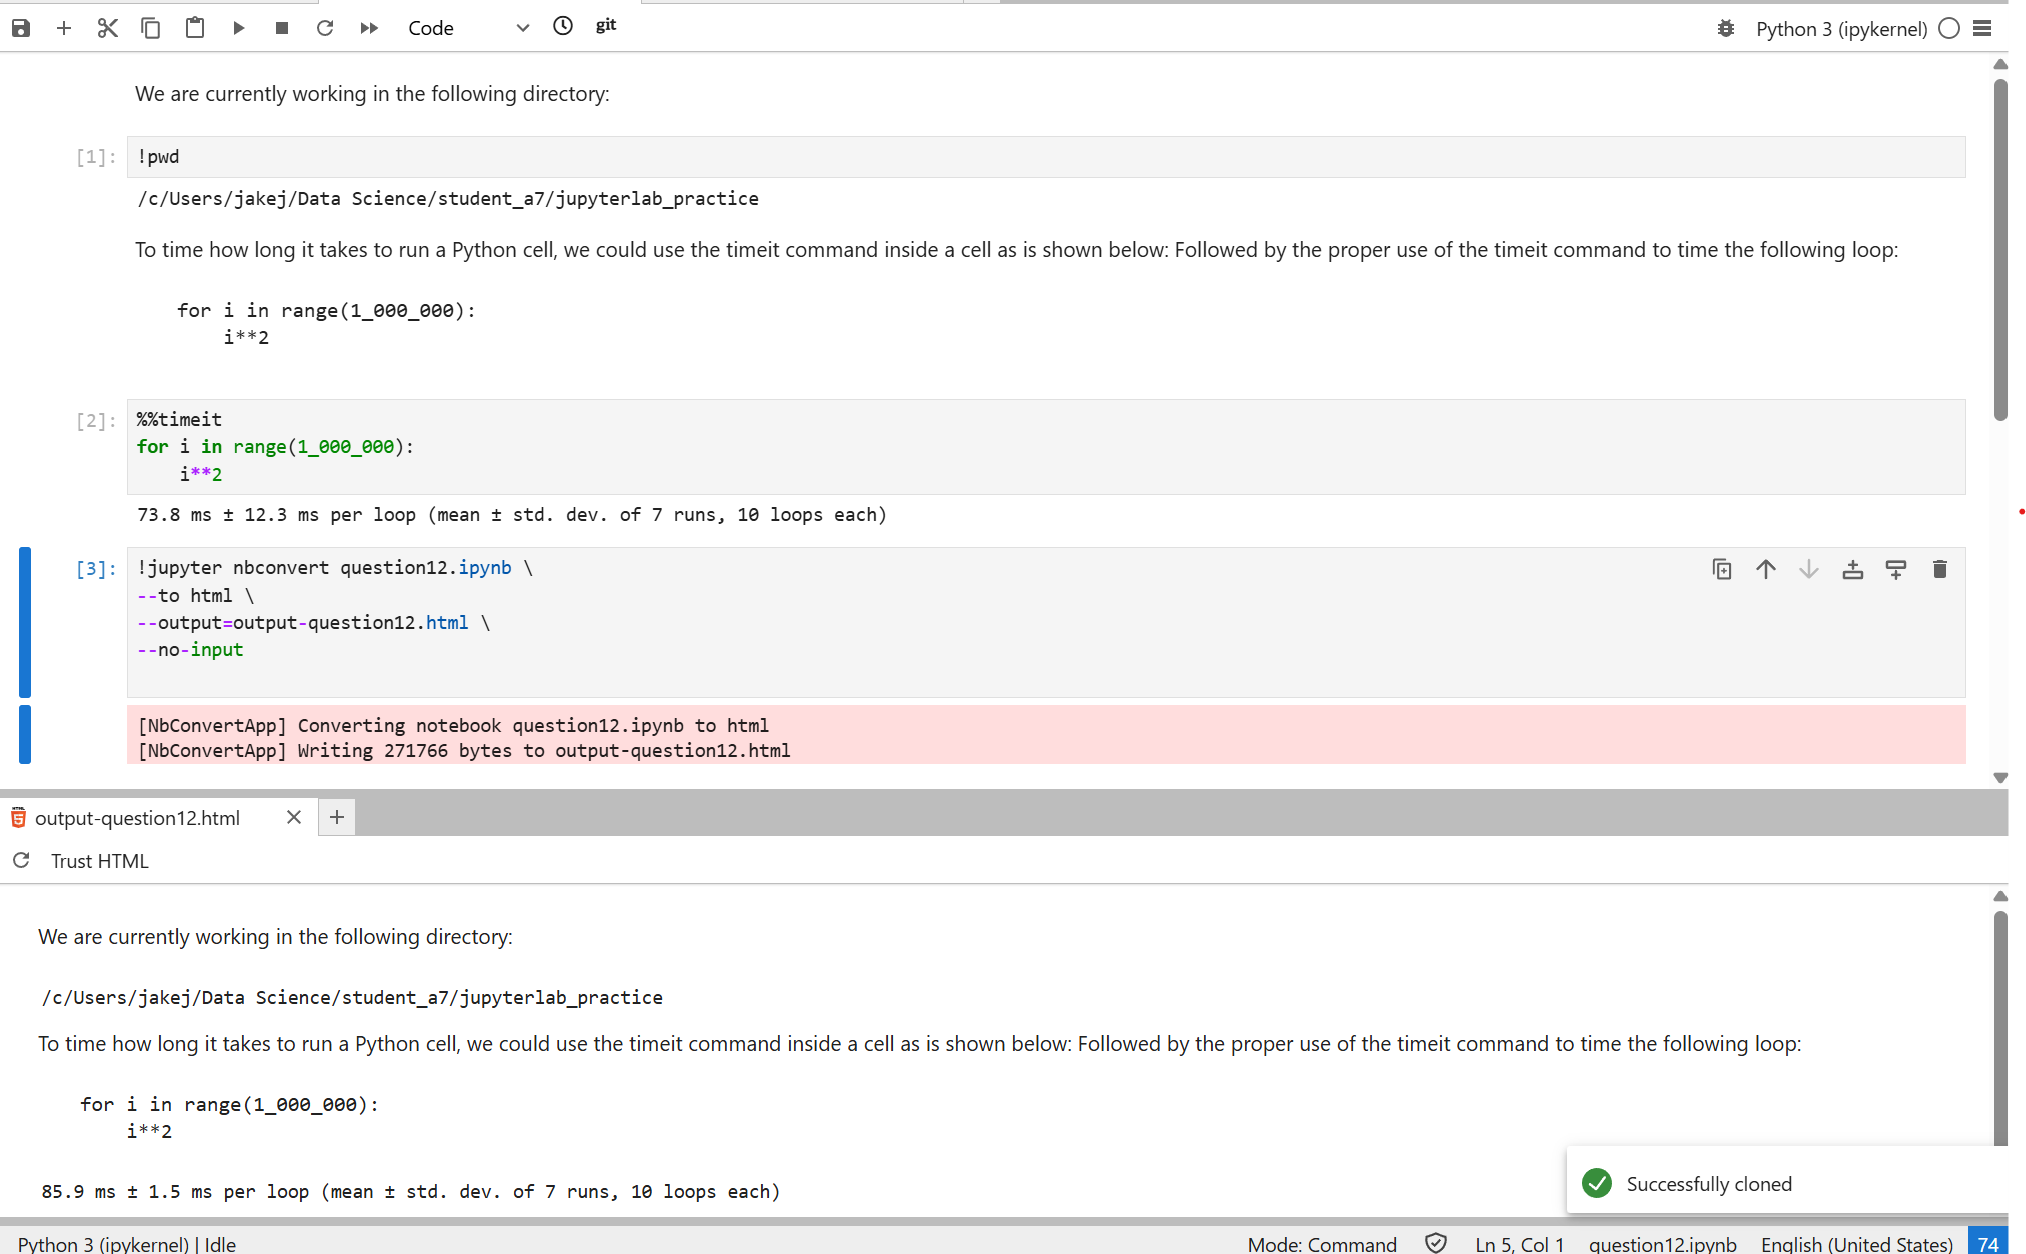 Code
git
Python 3 (ipykernel)
We are currently working in the following directory:
[1]:
!pwd
/c/Users/jakej/Data Science/student_a7/jupyterlab_practice
To time how long it takes to run a Python cell, we could use the timeit command inside a cell as is shown below: Followed by the proper use of the timeit command to time the following loop:
for i in range(1_000_000):
    i**2
[2]:
%%timeit
for i in range(1_000_000):
    i**2
73.8 ms ± 12.3 ms per loop (mean ± std. dev. of 7 runs, 10 loops each)
[3]:
!jupyter nbconvert question12.ipynb \
--to html \
--output=output-question12.html \
--no-input
[NbConvertApp] Converting notebook question12.ipynb to html
[NbConvertApp] Writing 271766 bytes to output-question12.html
output-question12.html
Trust HTML
We are currently working in the following directory:
/c/Users/jakej/Data Science/student_a7/jupyterlab_practice
To time how long it takes to run a Python cell, we could use the timeit command inside a cell as is shown below: Followed by the proper use of the timeit command to time the following loop:
for i in range(1_000_000):
    i**2
85.9 ms ± 1.5 ms per loop (mean ± std. dev. of 7 runs, 10 loops each)
Successfully cloned
Python 3 (ipykernel) | Idle
Mode: Command
Ln 5, Col 1
question12.ipynb
English (United States)
74